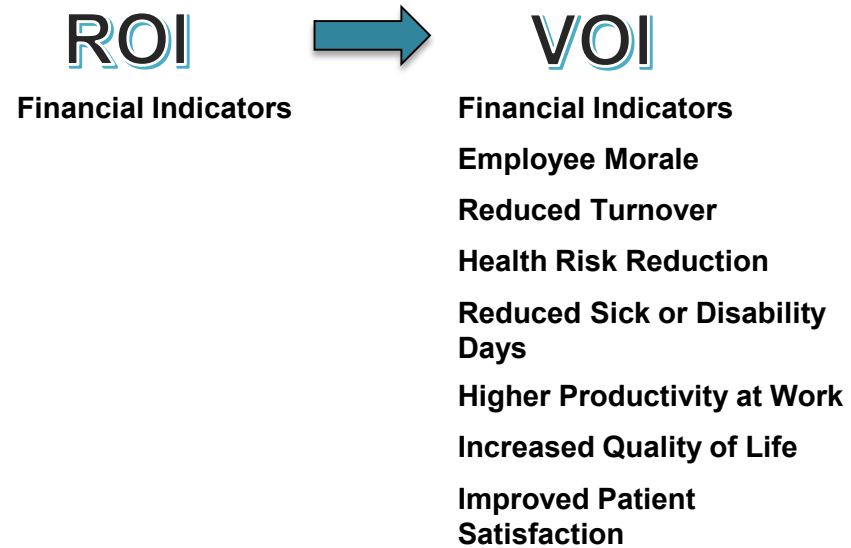 ROI
VOI
Financial Indicators
Financial Indicators
Employee Morale
Reduced Turnover
Health Risk Reduction
Reduced Sick or Disability
Days
Higher Productivity at Work
Increased Quality of Life
Improved Patient
Satisfaction